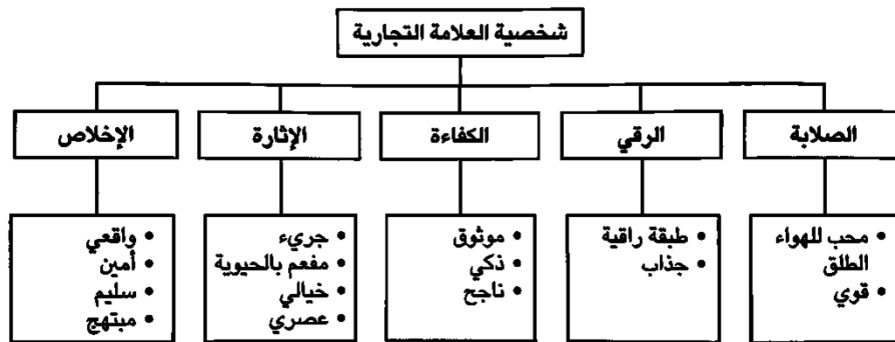 شخصية العلامة التجارية
الصلابة
الرقي
الكفاءة
الإثارة
الإخلاص
• محب للهواء
الطلق
• قوي
• طبقة راقية
• جذاب
• موثوق
• ذكي
• ناجح
• جريء
• مفعم بالحيوية
• خيالي
• عصري
• واقعي
• أمين
• سليم
• مبتهج